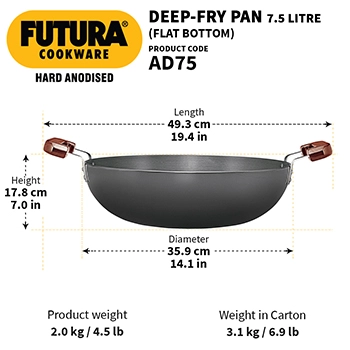 FUTURA®
COOKWARE
HARD ANODISED
DEEP-FRY PAN 7.5 LITRE
(FLAT BOTTOM)
PRODUCT CODE
AD75
Length
49.3 cm
19.4 in
Height
17.8 cm
7.0 in
Diameter
35.9 cm
14.1 in
Product weight
2.0 kg / 4.5 lb
Weight in Carton
3.1 kg / 6.9 lb